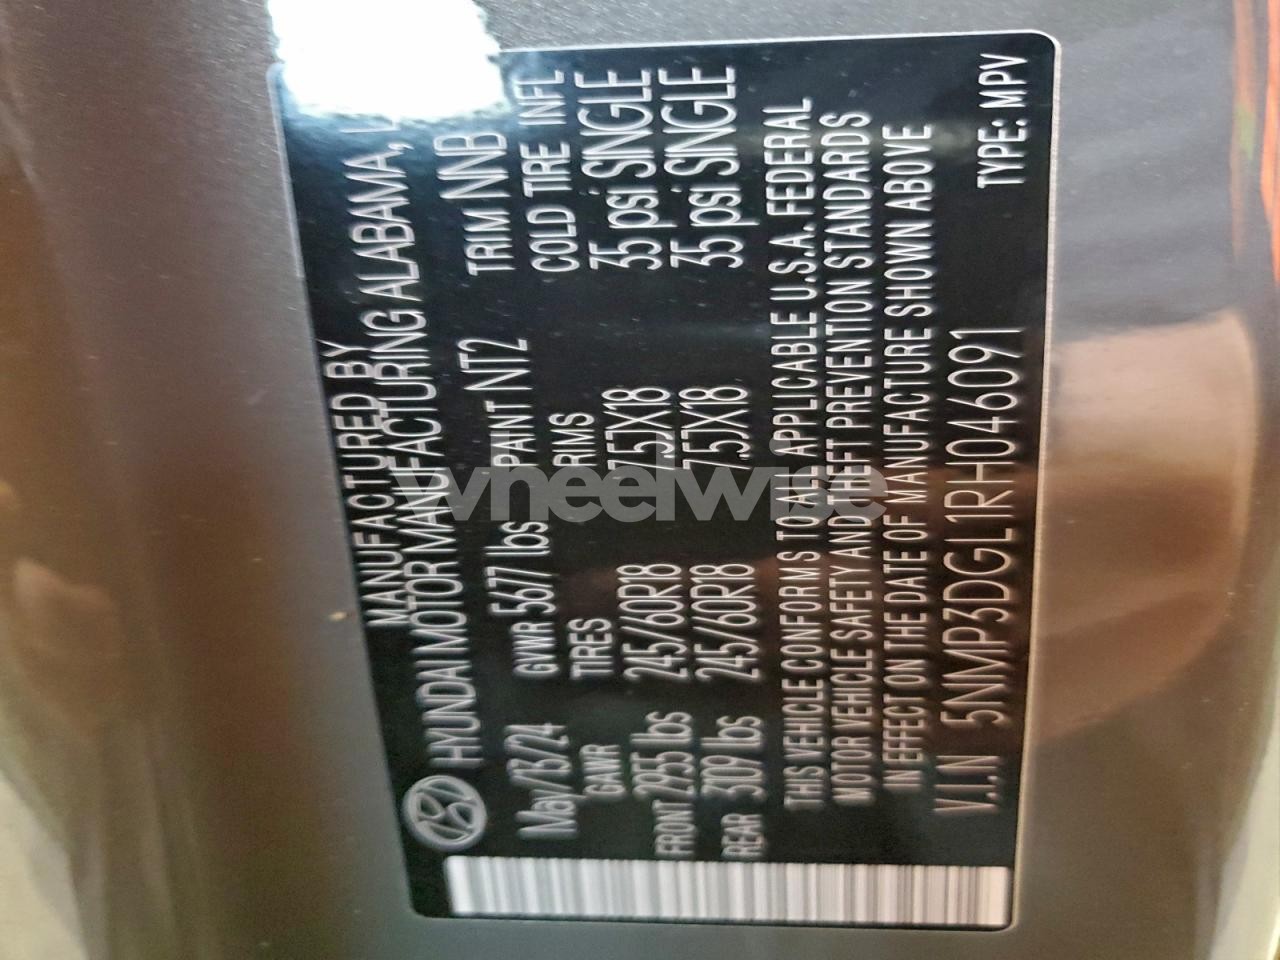 MANUFACTURED BY
HYUNDAI MOTOR MANUFACTURING ALABAMA,
May/13/24 GVWR 5677 lbs PAINT NT2 TRIM NNB
GAWR TIRES RIMS COLD TIRE INFL
FRONT 2955 lbs 245/60R18 7.5JX18 35 psi SINGLE
REAR 3109 lbs 245/60R18 7.5JX18 35 psi SINGLE
THIS VEHICLE CONFORMS TO ALL APPLICABLE U.S.A. FEDERAL
MOTOR VEHICLE SAFETY AND THEFT PREVENTION STANDARDS
IN EFFECT ON THE DATE OF MANUFACTURE SHOWN ABOVE
V.I.N 5NMP3DGL1RH046091 TYPE: MPV
wheelwise